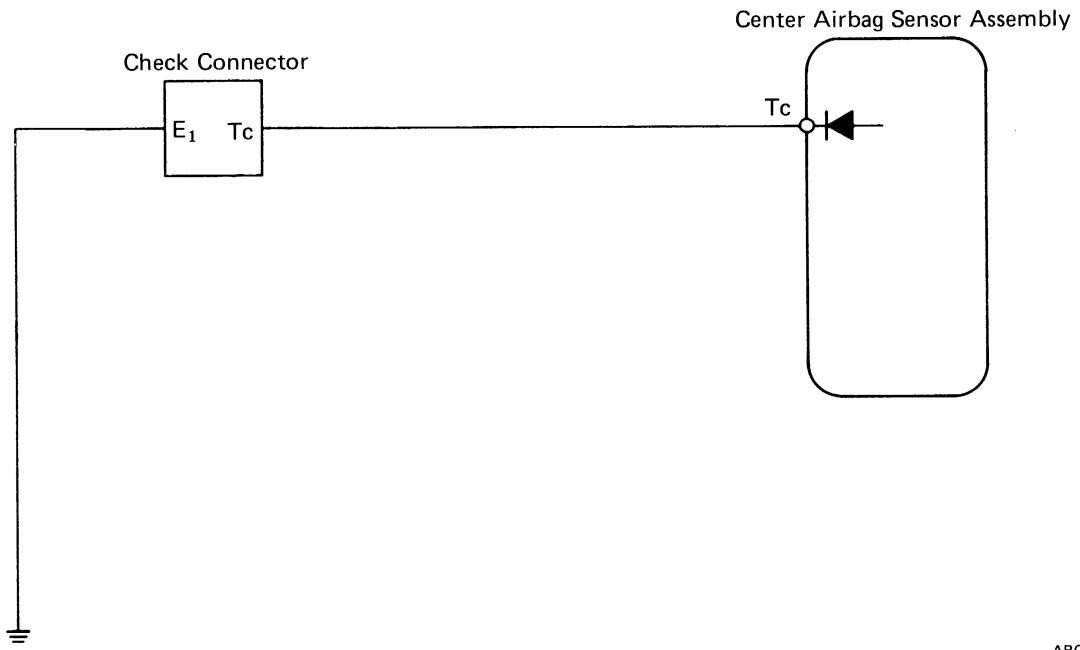 Center Airbag Sensor Assembly
Check Connector
Tc
E₁ Tc